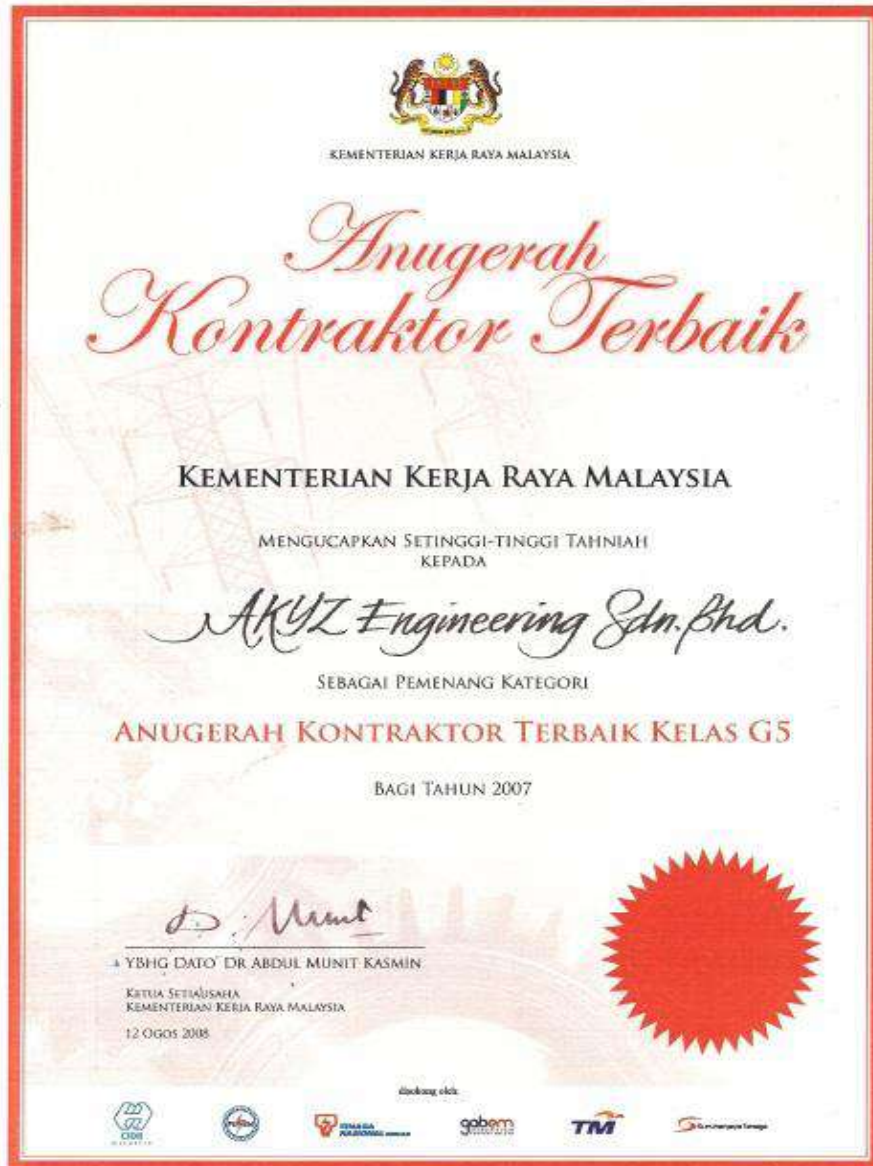 KEMENTERIAN KERJA RAYA MALAYSIA
Anugerah
Kontraktor Terbaik
KEMENTERIAN KERJA RAYA MALAYSIA
MENGUCAPKAN SETINGGI-TINGGI TAHNIAH
KEPADA
AKYZ Engineering Sdn. Bhd.
SEBAGAI PEMENANG KATEGORI
ANUGERAH KONTRAKTOR TERBAIK KELAS G5
BAGI TAHUN 2007
YBHG DATO' DR ABDUL MUNIT KASMIN
KETUA SETIAUSAHA
KEMENTERIAN KERJA RAYA MALAYSIA
12 OGOS 2008
disokong oleh:
CIDB
MALAYSIA
TENAGA
NASIONAL
gabem
TM